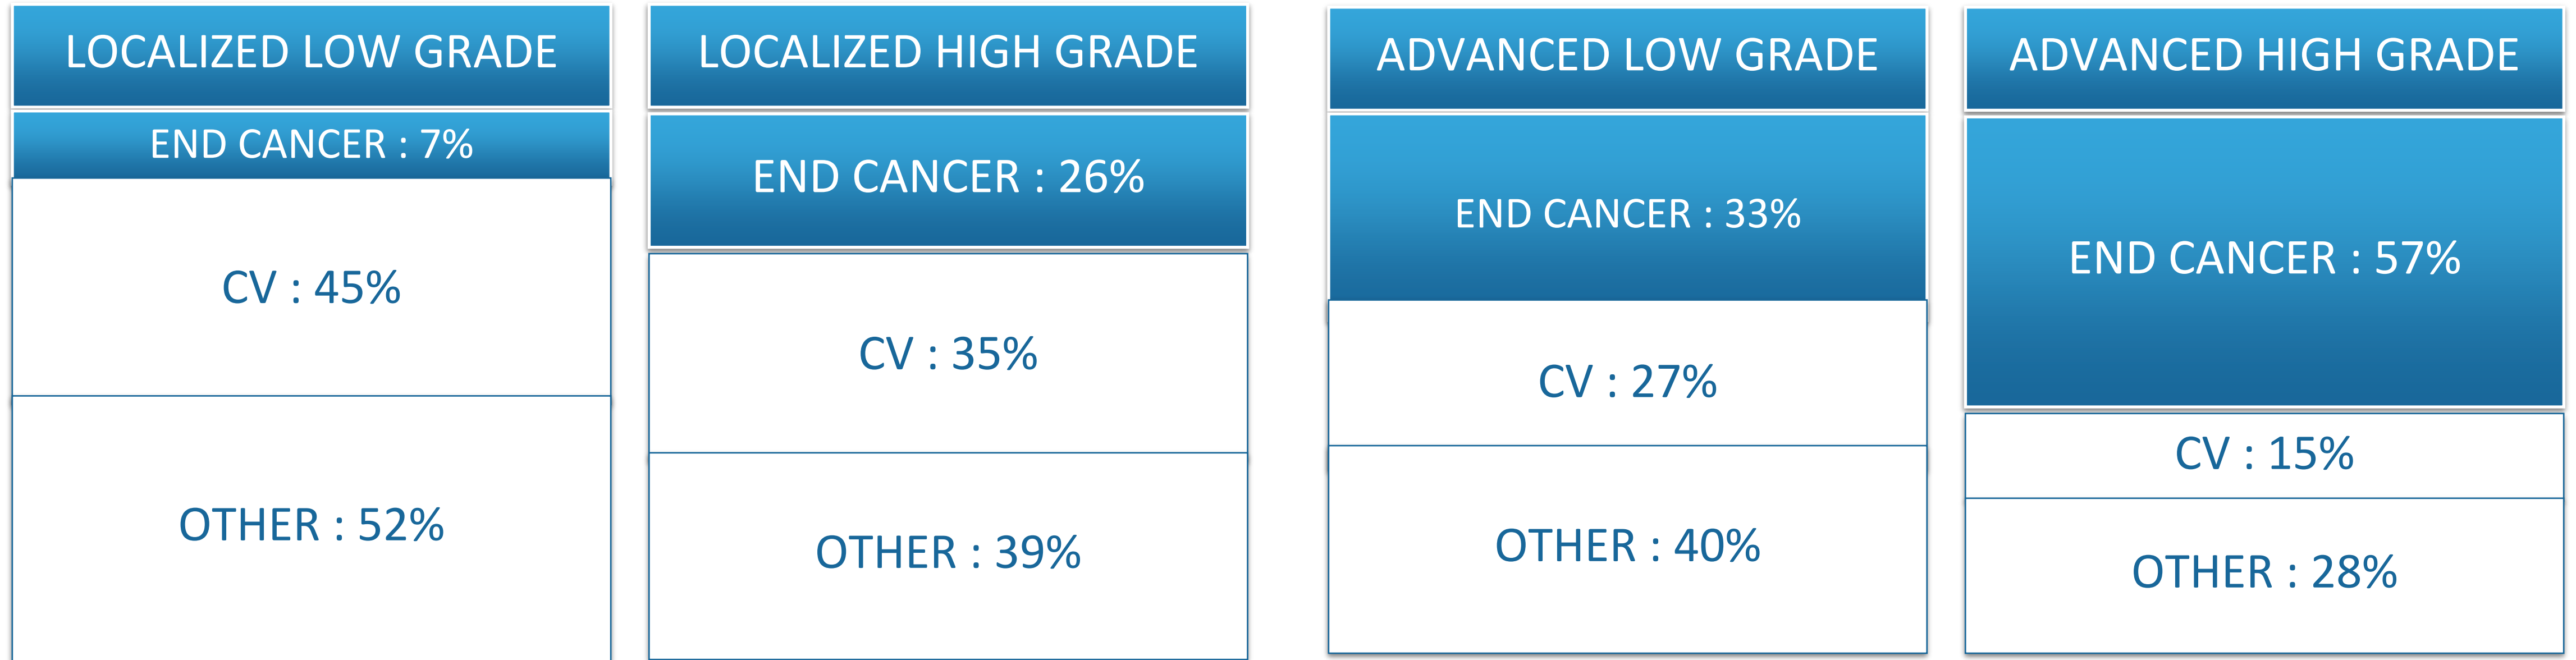 LOCALIZED LOW GRADE
END CANCER : 7%
CV : 45%
OTHER : 52%
LOCALIZED HIGH GRADE
END CANCER : 26%
CV : 35%
OTHER : 39%
ADVANCED LOW GRADE
END CANCER : 33%
CV : 27%
OTHER : 40%
ADVANCED HIGH GRADE
END CANCER : 57%
CV : 15%
OTHER : 28%